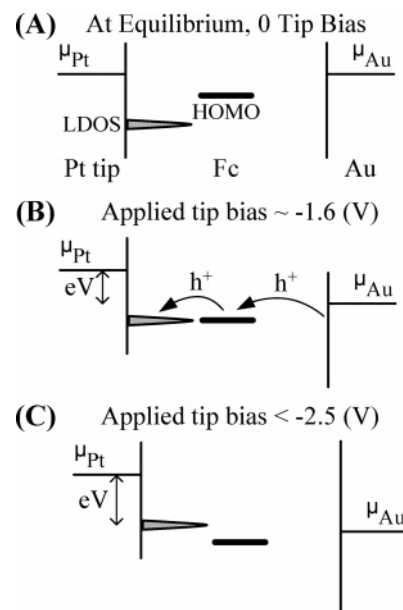 (A) At Equilibrium, 0 Tip Bias
μPt μAu
LDOS HOMO
Pt tip Fc Au
(B) Applied tip bias ~ -1.6 (V)
μPt
h+ h+
eV μAu
(C) Applied tip bias < -2.5 (V)
μPt
eV
μAu